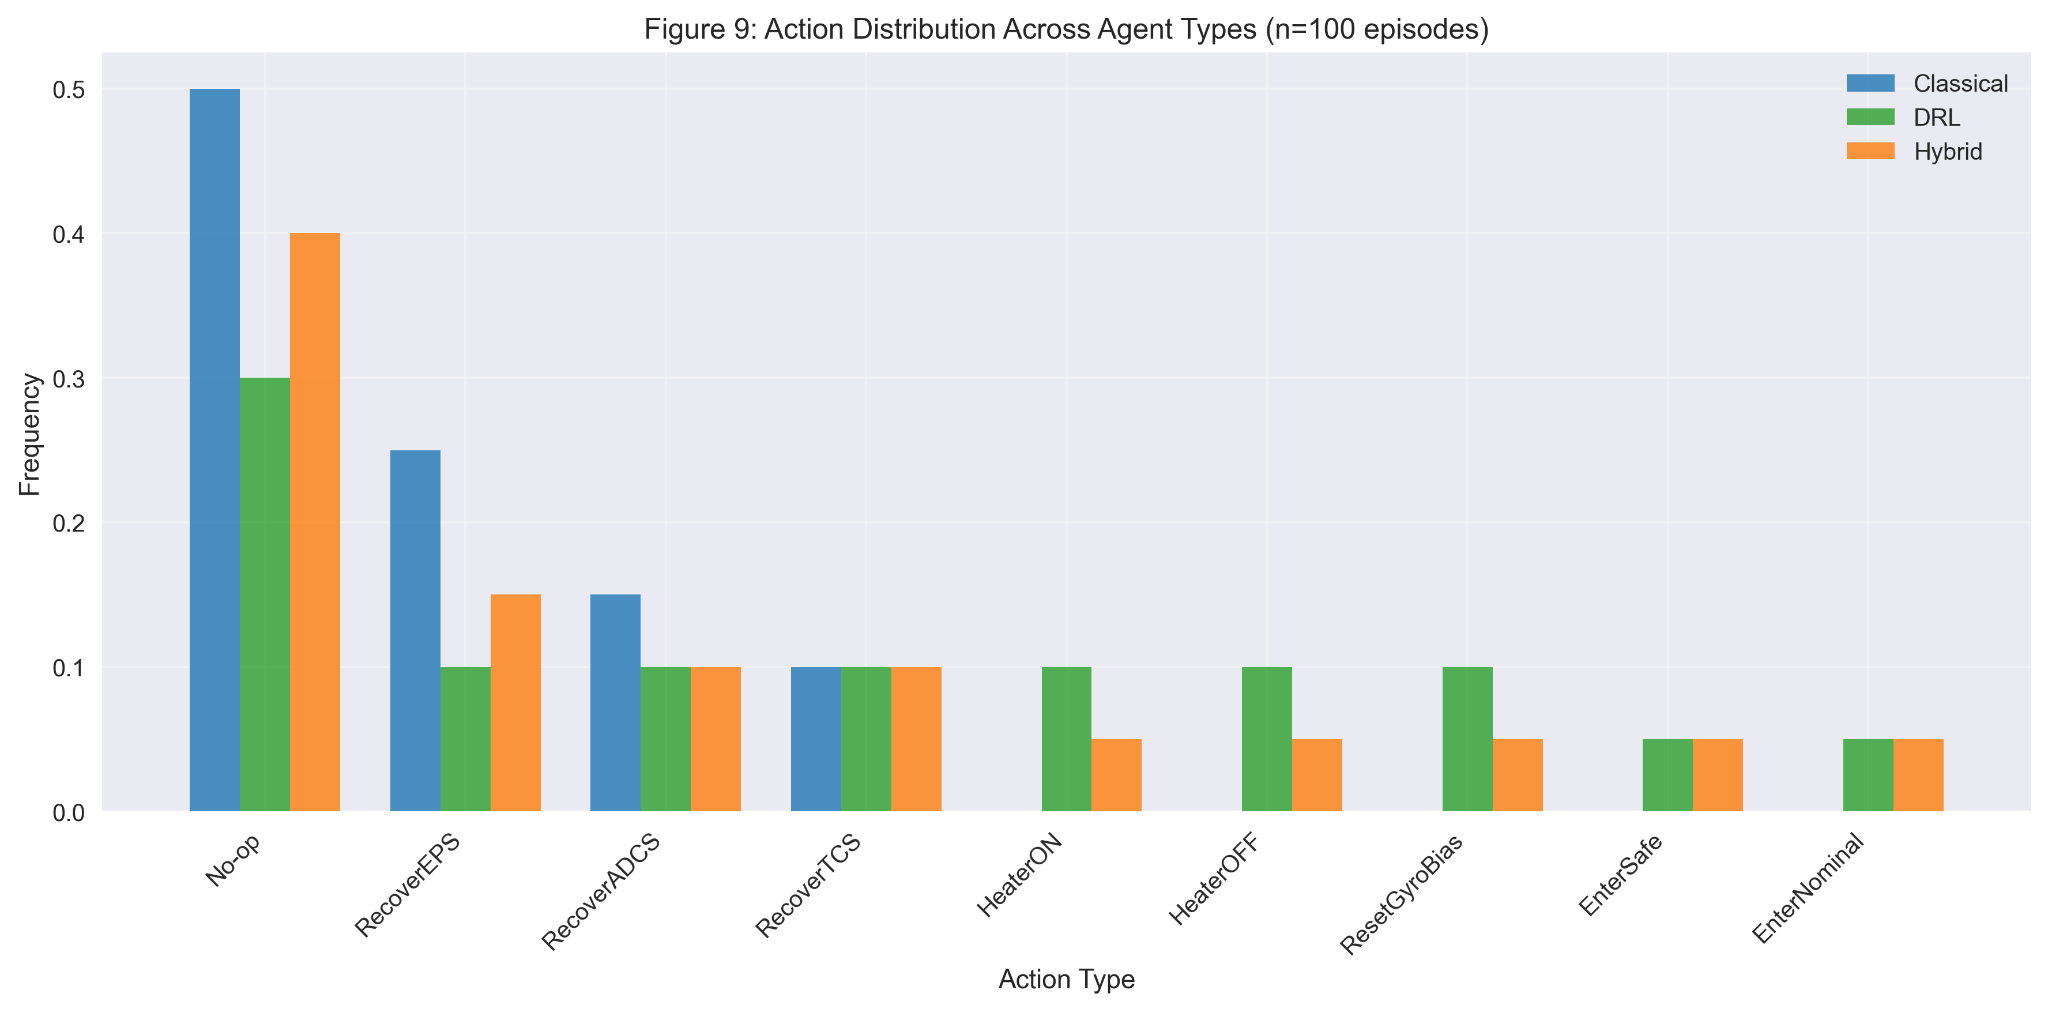 Figure 9: Action Distribution Across Agent Types (n=100 episodes)
Classical
DRL
Hybrid
Frequency
0.5
0.4
0.3
0.2
0.1
0.0
No-op
RecoverEPS
RecoverADCS
RecoverTCS
HeaterON
HeaterOFF
ResetGyroBias
EnterSafe
EnterNominal
Action Type